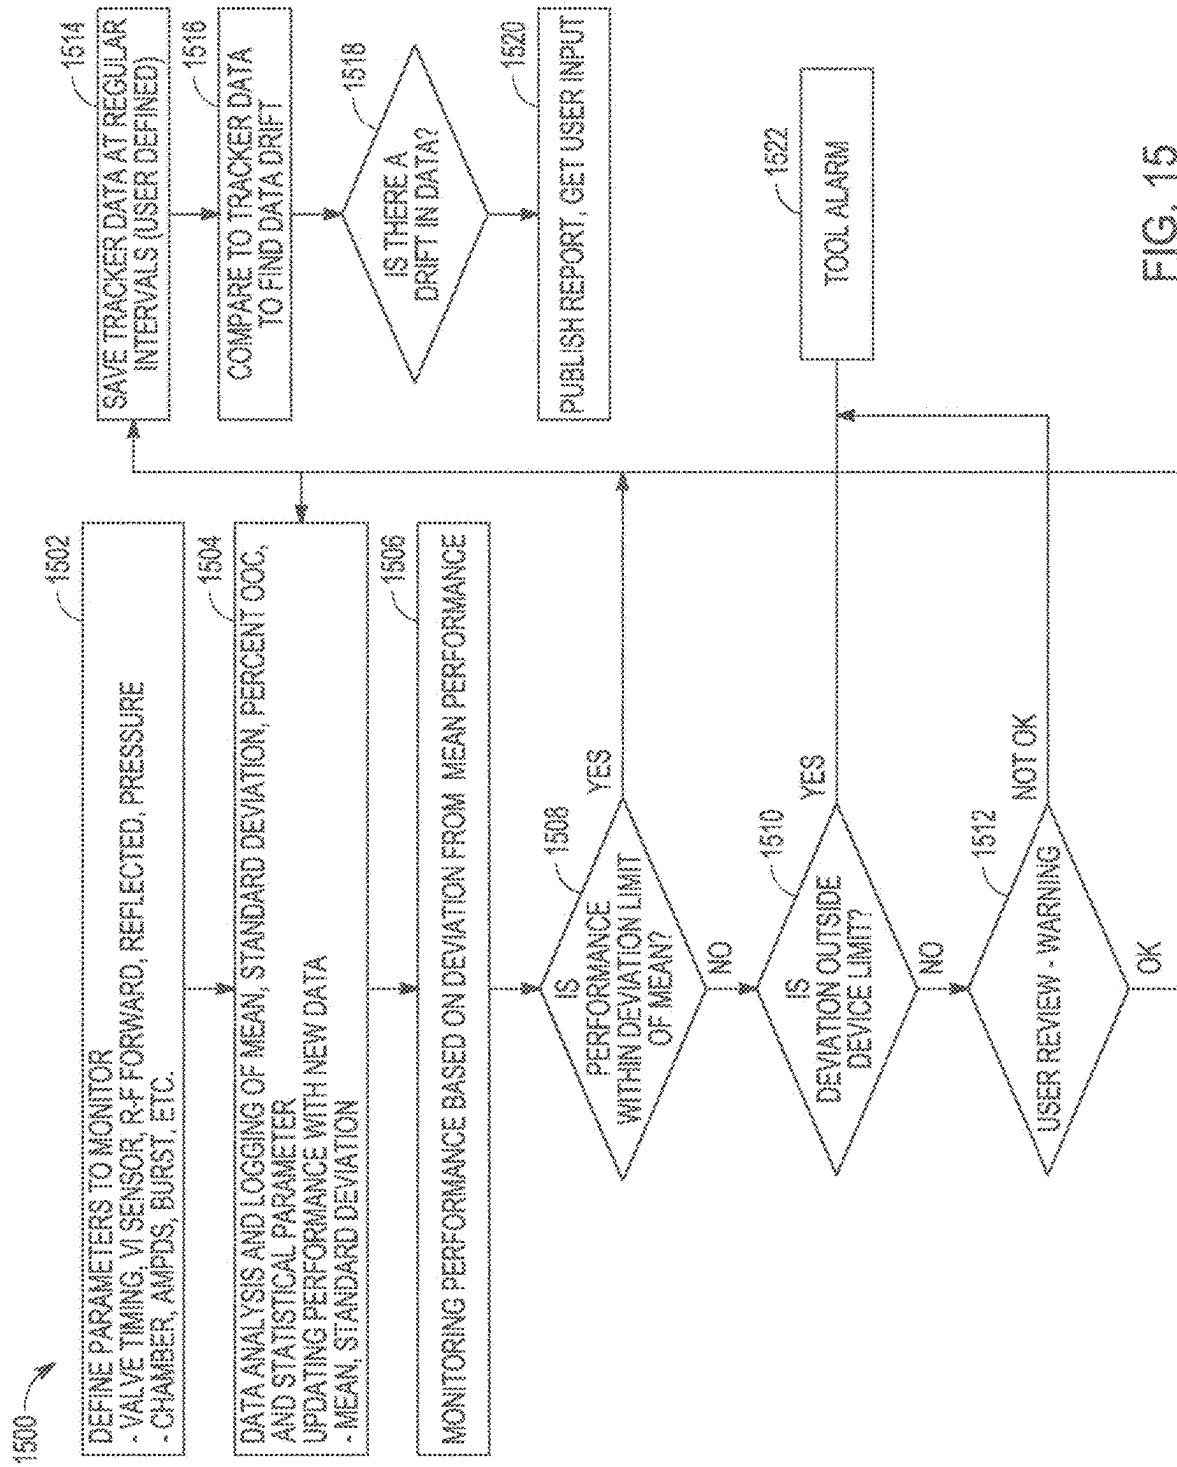 1500
1502
DEFINE PARAMETERS TO MONITOR
- VALVE TIMING, VI SENSOR, R-F FORWARD, REFLECTED, PRESSURE
- CHAMBER, AMPDS, BURST, ETC.
1504
DATA ANALYSIS AND LOGGING OF MEAN, STANDARD DEVIATION, PERCENT OOC,
AND STATISTICAL PARAMETER
UPDATING PERFORMANCE WITH NEW DATA
- MEAN, STANDARD DEVIATION
1506
MONITORING PERFORMANCE BASED ON DEVIATION FROM MEAN PERFORMANCE
1508
IS
PERFORMANCE
WITHIN DEVIATION LIMIT
OF MEAN?
YES
NO
1510
IS
DEVIATION OUTSIDE
DEVICE LIMIT?
YES
NO
1512
USER REVIEW - WARNING
NOT OK
OK
1514
SAVE TRACKER DATA AT REGULAR
INTERVALS (USER DEFINED)
1516
COMPARE TO TRACKER DATA
TO FIND DATA DRIFT
1518
IS THERE A
DRIFT IN DATA?
1520
PUBLISH REPORT, GET USER INPUT
1522
TOOL ALARM
FIG. 15